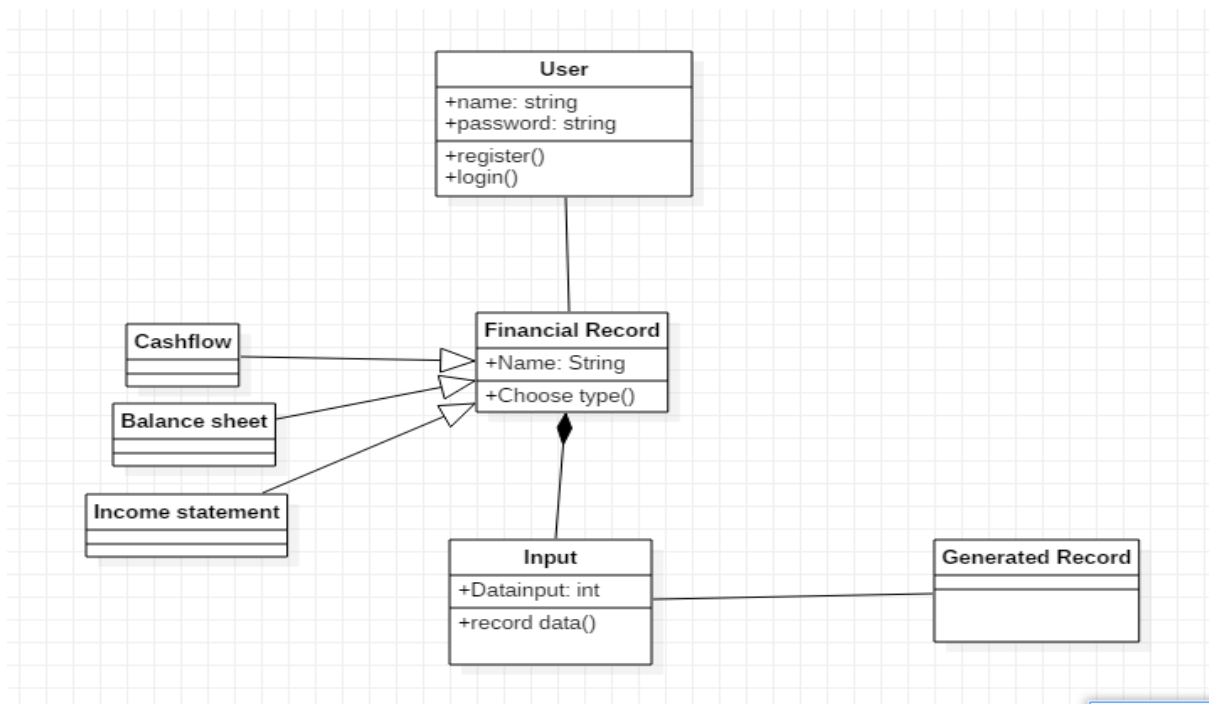 User
+name: string
+password: string
+register()
+login()
Financial Record
+Name: String
+Choose type()
Cashflow
Balance sheet
Income statement
Input
+Datainput: int
+record data()
Generated Record